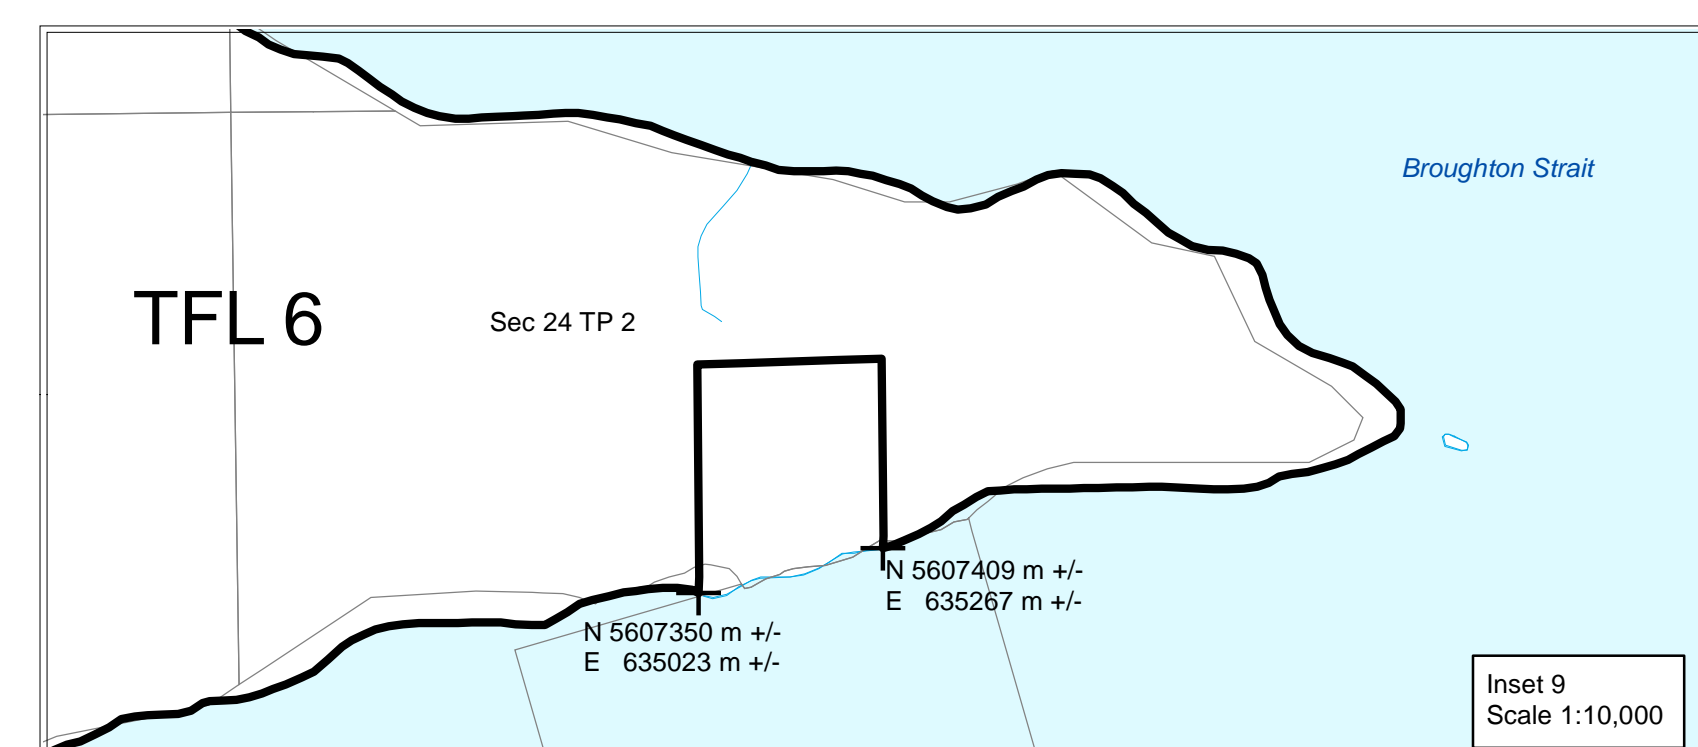 Broughton Strait
TFL 6
Sec 24 TP 2
N 5607409 m +/-
E 635267 m +/-
N 5607350 m +/-
E 635023 m +/-
Inset 9
Scale 1:10,000